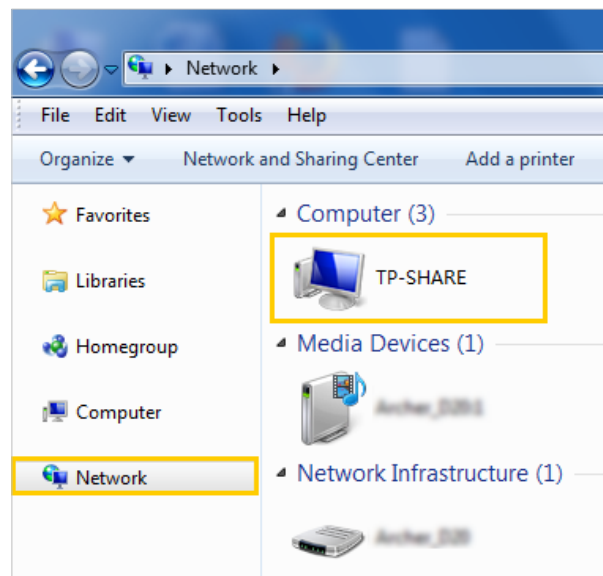 Network
File Edit View Tools Help
Organize Network and Sharing Center Add a printer
Favorites
Libraries
Homegroup
Computer
Network
Computer (3)
TP-SHARE
Media Devices (1)
Network Infrastructure (1)